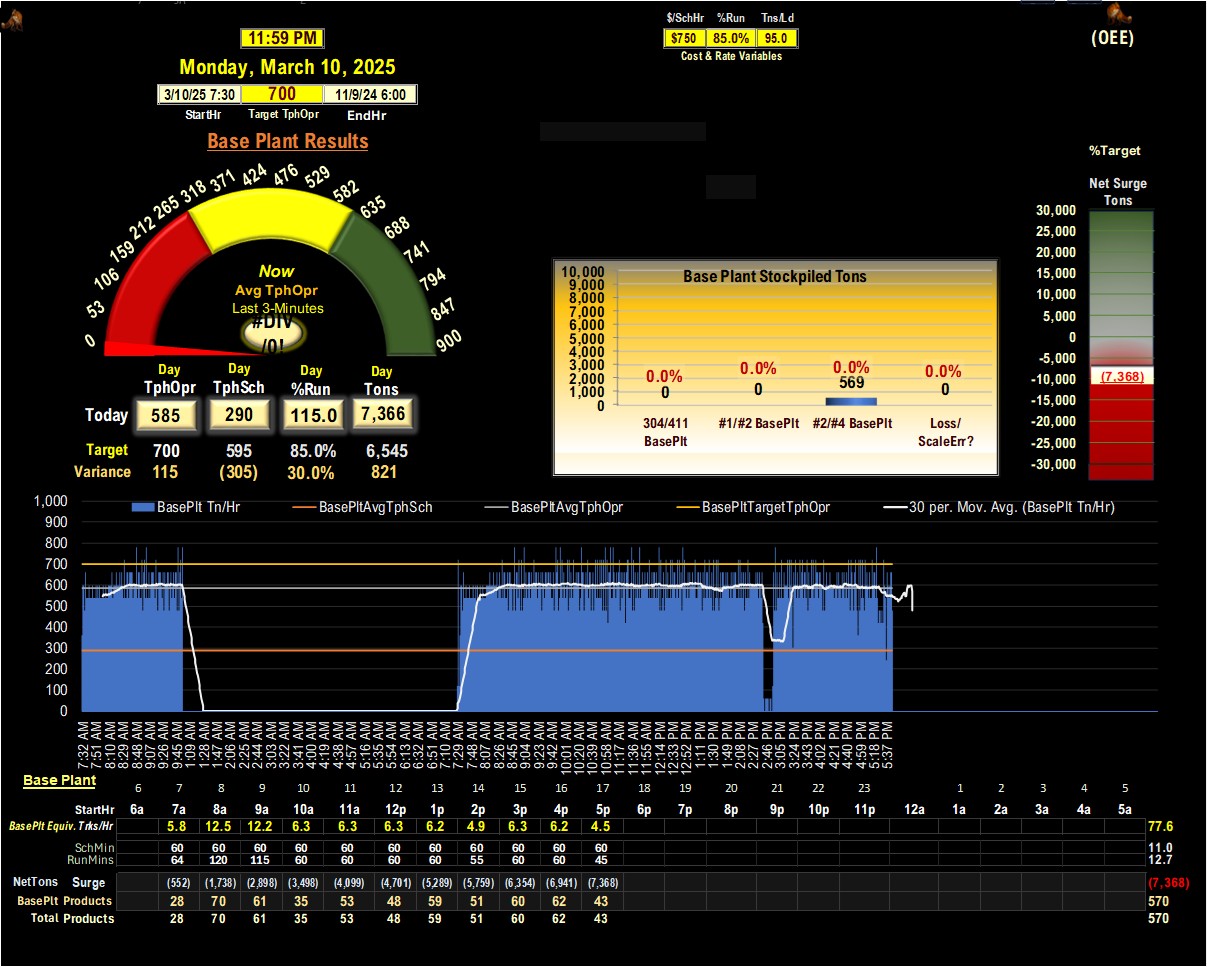 $/SchHr %Run Tns/Ld
11:59 PM
$750 85.0% 95.0
(OEE)
Cost & Rate Variables
Monday, March 10, 2025
3/10/25 7:30 700 11/9/24 6:00
StartHr Target TphOpr EndHr
Base Plant Results
0 53 106 159 212 265 318 371 424 476 529 582 635 688 741 794 847 900
Now
Avg TphOpr
Last 3-Minutes
#DIV
/0!
Day Day Day Day
TphOpr TphSch %Run Tons
Today 585 290 115.0 7,366
Target 700 595 85.0% 6,545
Variance 115 (305) 30.0% 821
Base Plant Stockpiled Tons
10,000
9,000
8,000
7,000
6,000
5,000
4,000
3,000
2,000
1,000
0
0.0% 0.0% 0.0% 0.0%
0 0 569 0
304/411 #1/#2 BasePlt #2/#4 BasePlt Loss/
BasePlt ScaleErr?
%Target
Net Surge
Tons
30,000
25,000
20,000
15,000
10,000
5,000
0
-5,000
(7,368)
-10,000
-15,000
-20,000
-25,000
-30,000
BasePlt Tn/Hr BasePltAvgTphSch BasePltAvgTphOpr BasePltTargetTphOpr 30 per. Mov. Avg. (BasePlt Tn/Hr)
1,000
900
800
700
600
500
400
300
200
100
0
7:32 AM 7:51 AM 8:10 AM 8:29 AM 8:48 AM 9:07 AM 9:26 AM 9:45 AM 1:09 AM 1:28 AM 1:47 AM 2:06 AM 2:25 AM 2:44 AM 3:03 AM 3:22 AM 3:41 AM 4:00 AM 4:19 AM 4:38 AM 4:57 AM 5:16 AM 5:35 AM 5:54 AM 6:13 AM 6:32 AM 6:51 AM 7:10 AM 7:29 AM 7:48 AM 8:07 AM 8:26 AM 8:45 AM 9:04 AM 9:23 AM 9:42 AM 10:01 AM 10:20 AM 10:39 AM 10:58 AM 11:17 AM 11:36 AM 11:55 AM 12:14 PM 12:33 PM 12:52 PM 1:11 PM 1:30 PM 1:49 PM 2:08 PM 2:27 PM 2:46 PM 3:05 PM 3:24 PM 3:43 PM 4:02 PM 4:21 PM 4:40 PM 4:59 PM 5:18 PM 5:37 PM
Base Plant
6 7 8 9 10 11 12 13 14 15 16 17 18 19 20 21 22 23 1 2 3 4 5
StartHr 6a 7a 8a 9a 10a 11a 12p 1p 2p 3p 4p 5p 6p 7p 8p 9p 10p 11p 12a 1a 2a 3a 4a 5a
BasePlt Equiv. Trks/Hr 5.8 12.5 12.2 6.3 6.3 6.3 6.2 4.9 6.3 6.2 4.5 77.6
SchMin 60 60 60 60 60 60 60 60 60 60 60 11.0
RunMins 64 120 115 60 60 60 60 55 60 60 45 12.7
NetTons Surge (552) (1,738) (2,898) (3,498) (4,099) (4,701) (5,289) (5,759) (6,354) (6,941) (7,368) (7,368)
BasePlt Products 28 70 61 35 53 48 59 51 60 62 43 570
Total Products 28 70 61 35 53 48 59 51 60 62 43 570